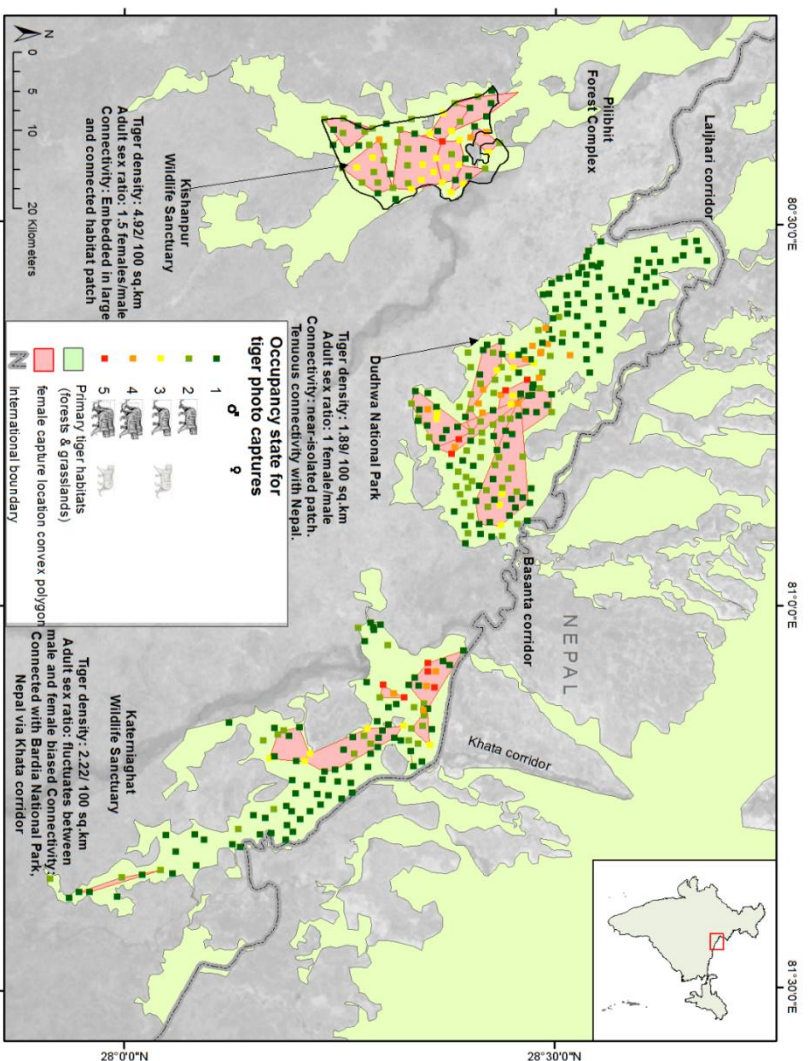 81°30'0"E
81°0'0"E
80°30'0"E
28°30'0"N
28°0'0"N
Laljhari corridor
Pilibhit
Forest Complex
NEPAL
Khata corridor
Basanta corridor
Dudhwa National Park
Tiger density: 1.89/ 100 sq.km
Adult sex ratio: 1 female/male
Connectivity: near-isolated patch.
Tenuous connectivity with Nepal.
Kishanpur
Wildlife Sanctuary
Tiger density: 4.92/100 sq.km
Adult sex ratio: 1.5 females/male
Connectivity: Embedded in large
and connected habitat patch
Katerniaghat
Wildlife Sanctuary
Tiger density: 2.22/ 100 sq.km
Adult sex ratio: fluctuates between
male and female biased Connectivity:
Connected with Bardia National Park,
Nepal via Khata corridor
Occupancy state for
tiger photo captures
♂ ♀
1
2
3
4
5
Primary tiger habitats
(forests & grasslands)
female capture location convex polygon
International boundary
N
0 5 10 20 Kilometers